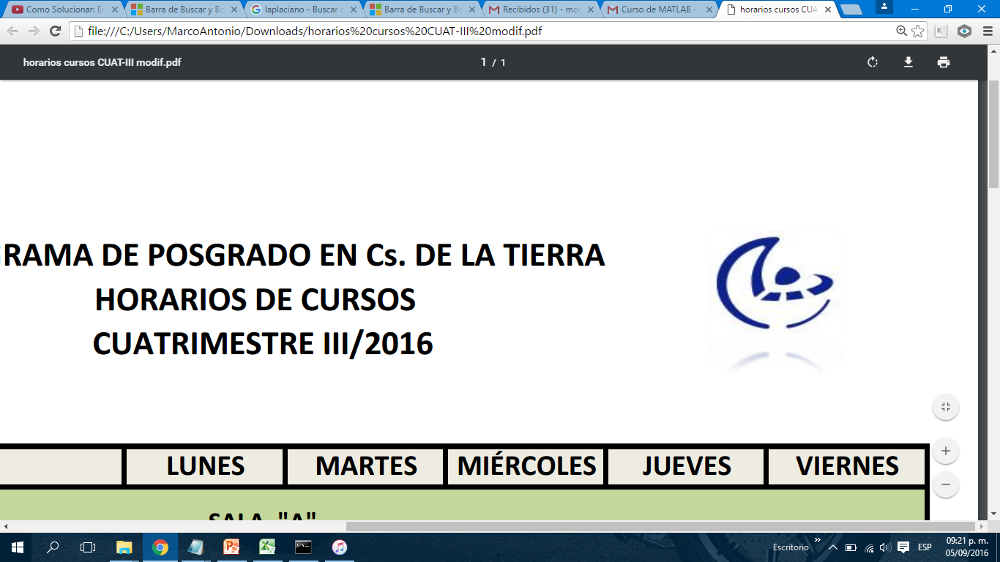 Como Solucionar: En
Barra de Buscar y Bo
laplaciano - Buscar c
Barra de Buscar y Bo
Recibidos (31) - moc
Curso de MATLAB -
horarios cursos CUA
file:///C:/Users/MarcoAntonio/Downloads/horarios%20cursos%20CUAT-III%20modif.pdf
horarios cursos CUAT-III modif.pdf
1 / 1
GRAMA DE POSGRADO EN Cs. DE LA TIERRA
HORARIOS DE CURSOS
CUATRIMESTRE III/2016
LUNES MARTES MIÉRCOLES JUEVES VIERNES
SALA "A"
Escritorio
ESP
09:21 p. m.
05/09/2016